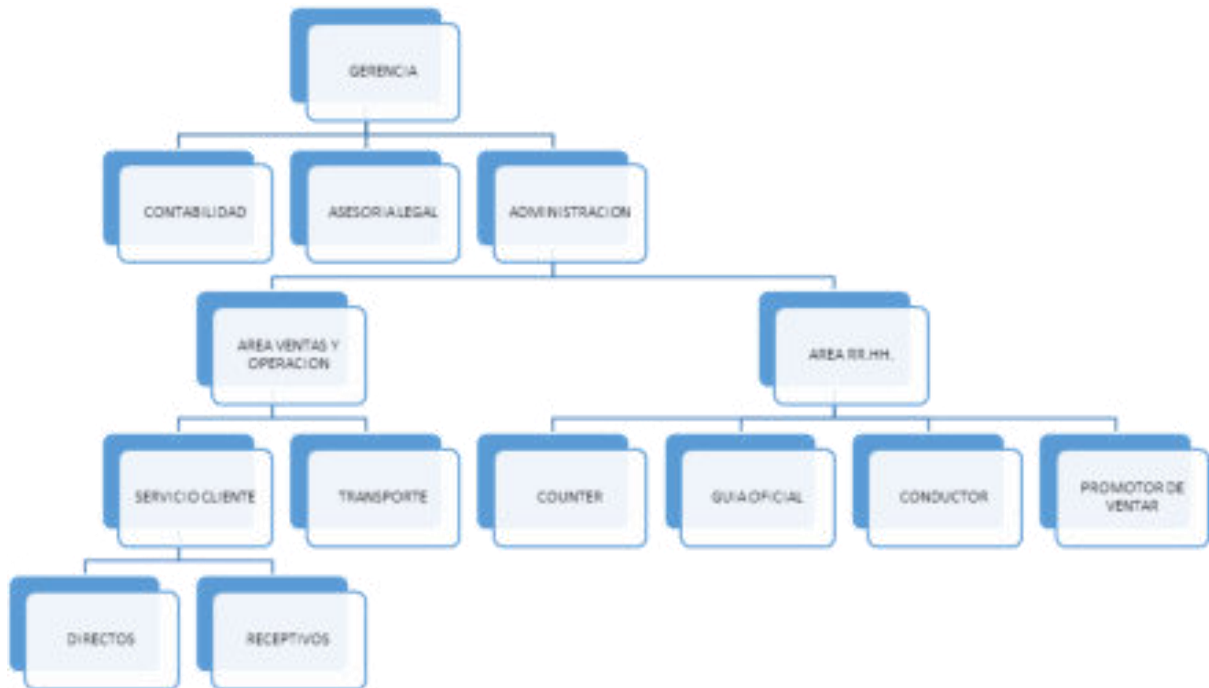 GERENCIA
CONTABILIDAD
ASESORIA LEGAL
ADMINISTRACION
AREA VENTAS Y
OPERACION
AREA RR.HH.
SERVICIO CLIENTE
TRANSPORTE
COUNTER
GUIA OFICIAL
CONDUCTOR
PROMOTOR DE
VENTAR
DIRECTOS
RECEPTIVOS